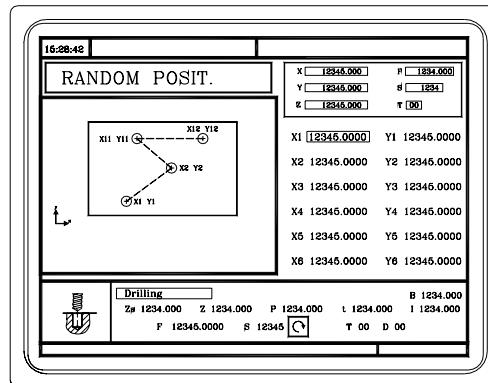 15:28:42
RANDOM POSIT.
X 12345.000 F 1234.000
Y 12345.000 S 1234
Z 12345.000 T 00
X11 Y11 X12 Y12
X2 Y2
X1 Y1
X1 12345.0000 Y1 12345.0000
X2 12345.0000 Y2 12345.0000
X3 12345.0000 Y3 12345.0000
X4 12345.0000 Y4 12345.0000
X5 12345.0000 Y5 12345.0000
X6 12345.0000 Y6 12345.0000
Drilling B 1234.000
Zs 1234.000 Z 1234.000 P 1234.000 t 1234.000 I 1234.000
F 12345.0000 S 12345 T 00 D 00